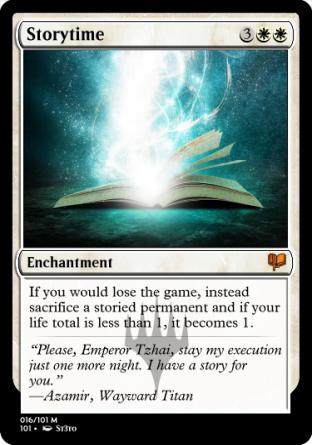 Storytime 3
Enchantment
If you would lose the game, instead
sacrifice a storied permanent and if your
life total is less than 1, it becomes 1.
“Please, Emperor Tzhai, stay my execution
just one more night. I have a story for
you.”
—Azamir, Wayward Titan
016/101 M
101 • St3to